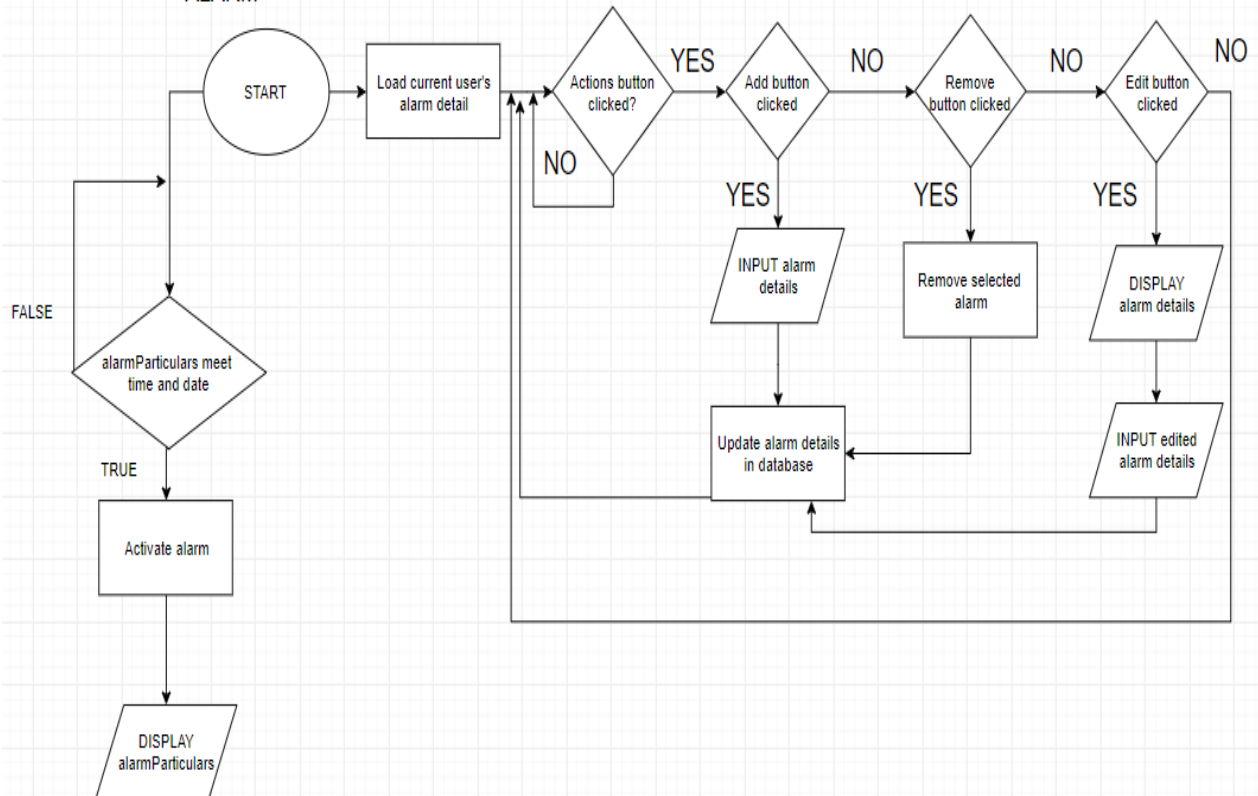 START
Load current user's
alarm detail
Actions button
clicked?
YES
Add button
clicked
NO
Remove
button clicked
NO
Edit button
clicked
NO
NO
YES
YES
YES
INPUT alarm
details
Remove selected
alarm
DISPLAY
alarm details
FALSE
alarmParticulars meet
time and date
Update alarm details
in database
INPUT edited
alarm details
TRUE
Activate alarm
DISPLAY
alarmParticulars